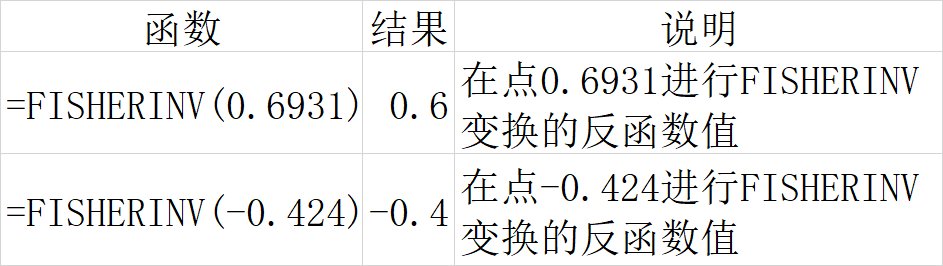 函数 结果 说明
=FISHERINV(0.6931) 0.6 在点0.6931进行FISHERINV
变换的反函数值
=FISHERINV(-0.424) -0.4 在点-0.424进行FISHERINV
变换的反函数值